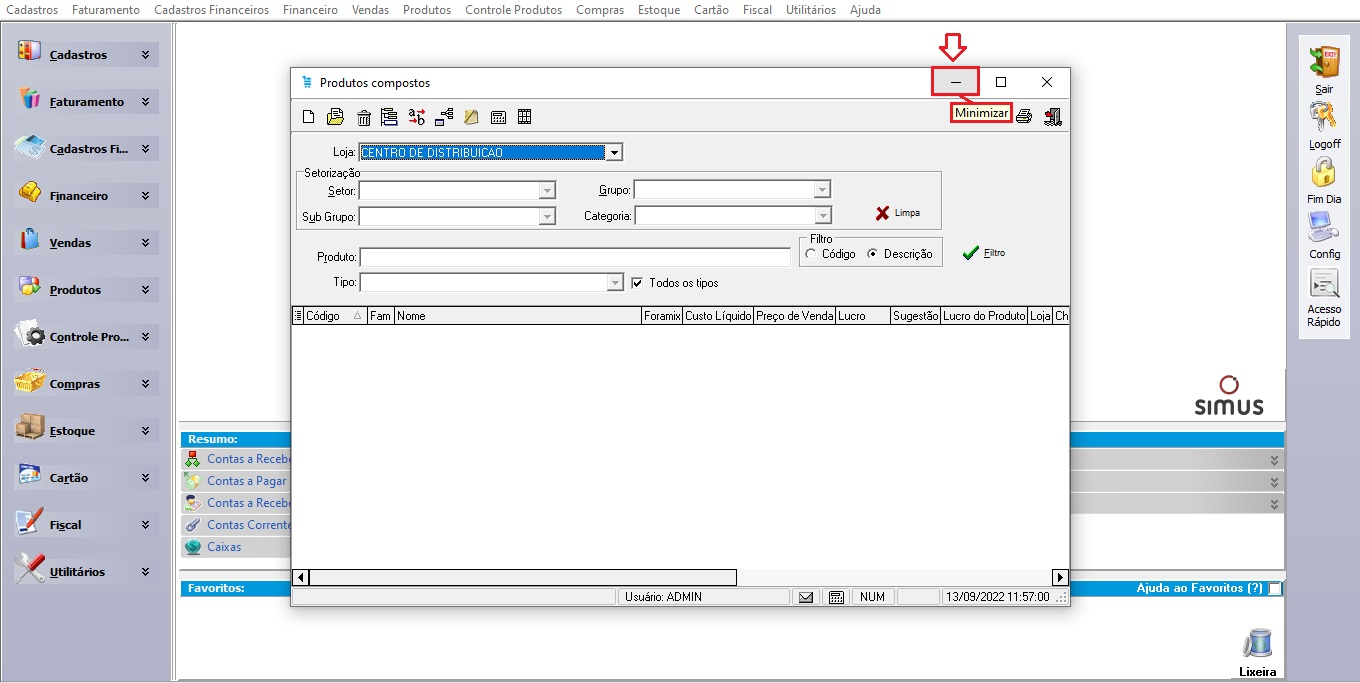 Cadastros Faturamento Cadastros Financeiros Financeiro Vendas Produtos Controle Produtos Compras Estoque Cartão Fiscal Utilitários Ajuda
Cadastros
Faturamento
Cadastros Fi...
Financeiro
Vendas
Produtos
Controle Pro...
Compras
Estoque
Cartão
Fiscal
Utilitários
Produtos compostos
Minimizar
Loja: CENTRO DE DISTRIBUICAO
Setorização
Setor: Grupo:
Sub Grupo: Categoria: Limpa
Filtro
Produto: Código Descrição Filtro
Tipo: Todos os tipos
Código Fam Nome Foramix Custo Líquido Preço de Venda Lucro Sugestão Lucro do Produto Loja Ch
Usuário: ADMIN NUM 13/09/2022 11:57:00
SIMUS
Resumo:
Contas a Recebe
Contas a Pagar
Contas a Recebe
Contas Corrente
Caixas
Favoritos: Ajuda ao Favoritos (?)
Lixeira
EXIT
Sair
Logoff
Fim Dia
Config
Acesso
Rápido